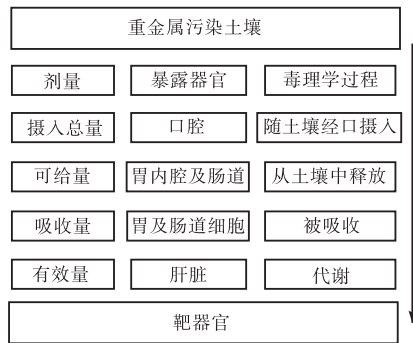 重金属污染土壤
剂量 暴露器官 毒理学过程
摄入总量 口腔 随土壤经口摄入
可给量 胃内腔及肠道 从土壤中释放
吸收量 胃及肠道细胞 被吸收
有效量 肝脏 代谢
靶器官